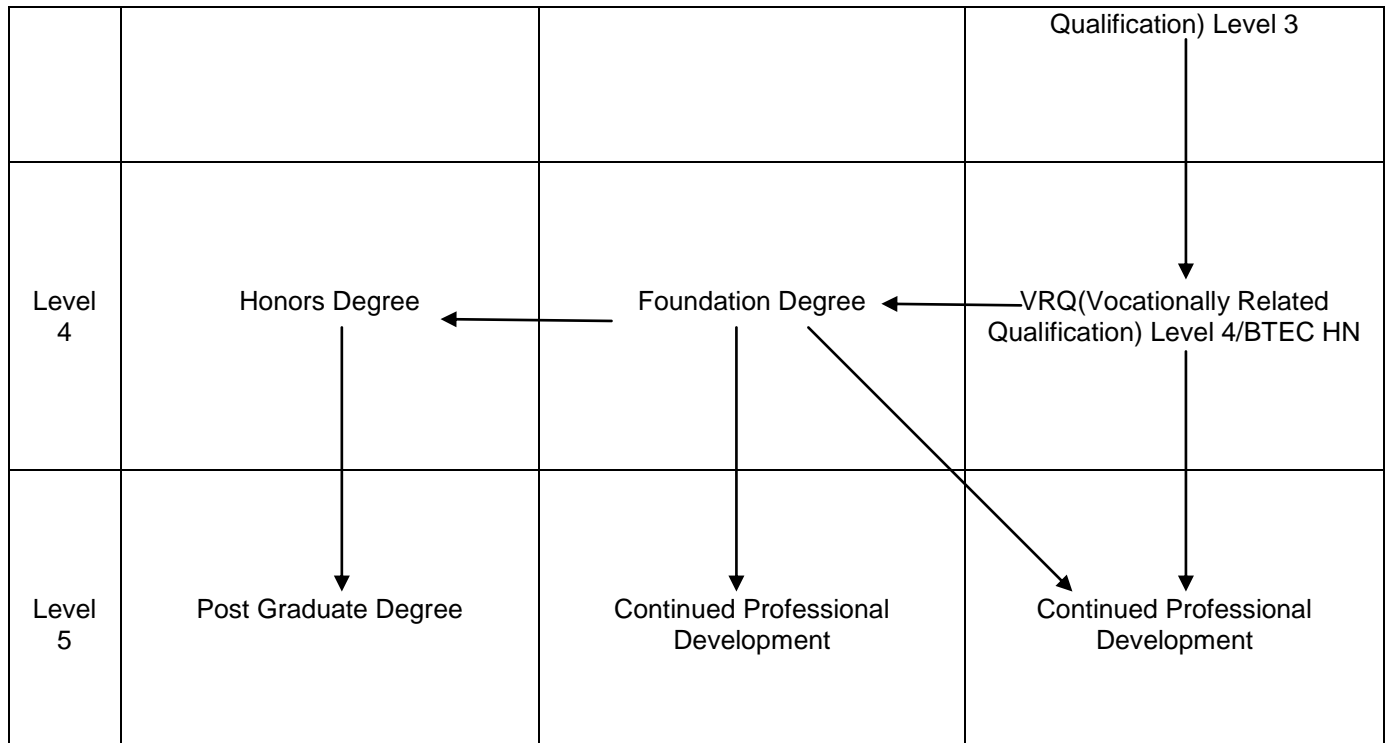 Qualification) Level 3
Level
4
Honors Degree
Foundation Degree
VRQ(Vocationally Related
Qualification) Level 4/BTEC HN
Level
5
Post Graduate Degree
Continued Professional
Development
Continued Professional
Development